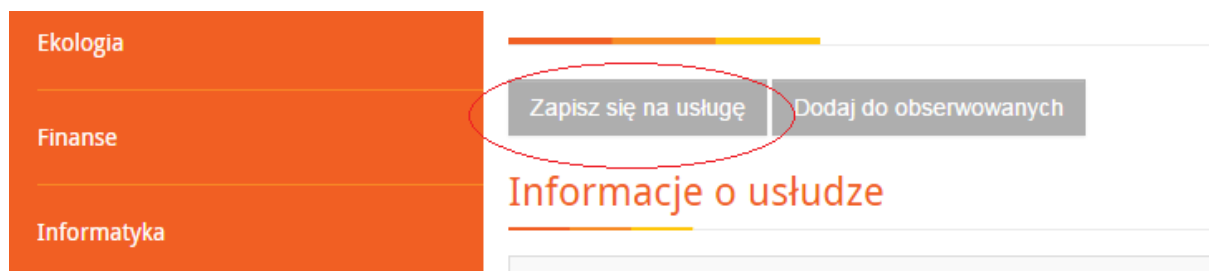 Ekologia
Finanse
Informatyka
Zapisz się na usługę
Dodaj do obserwowanych
Informacje o usłudze